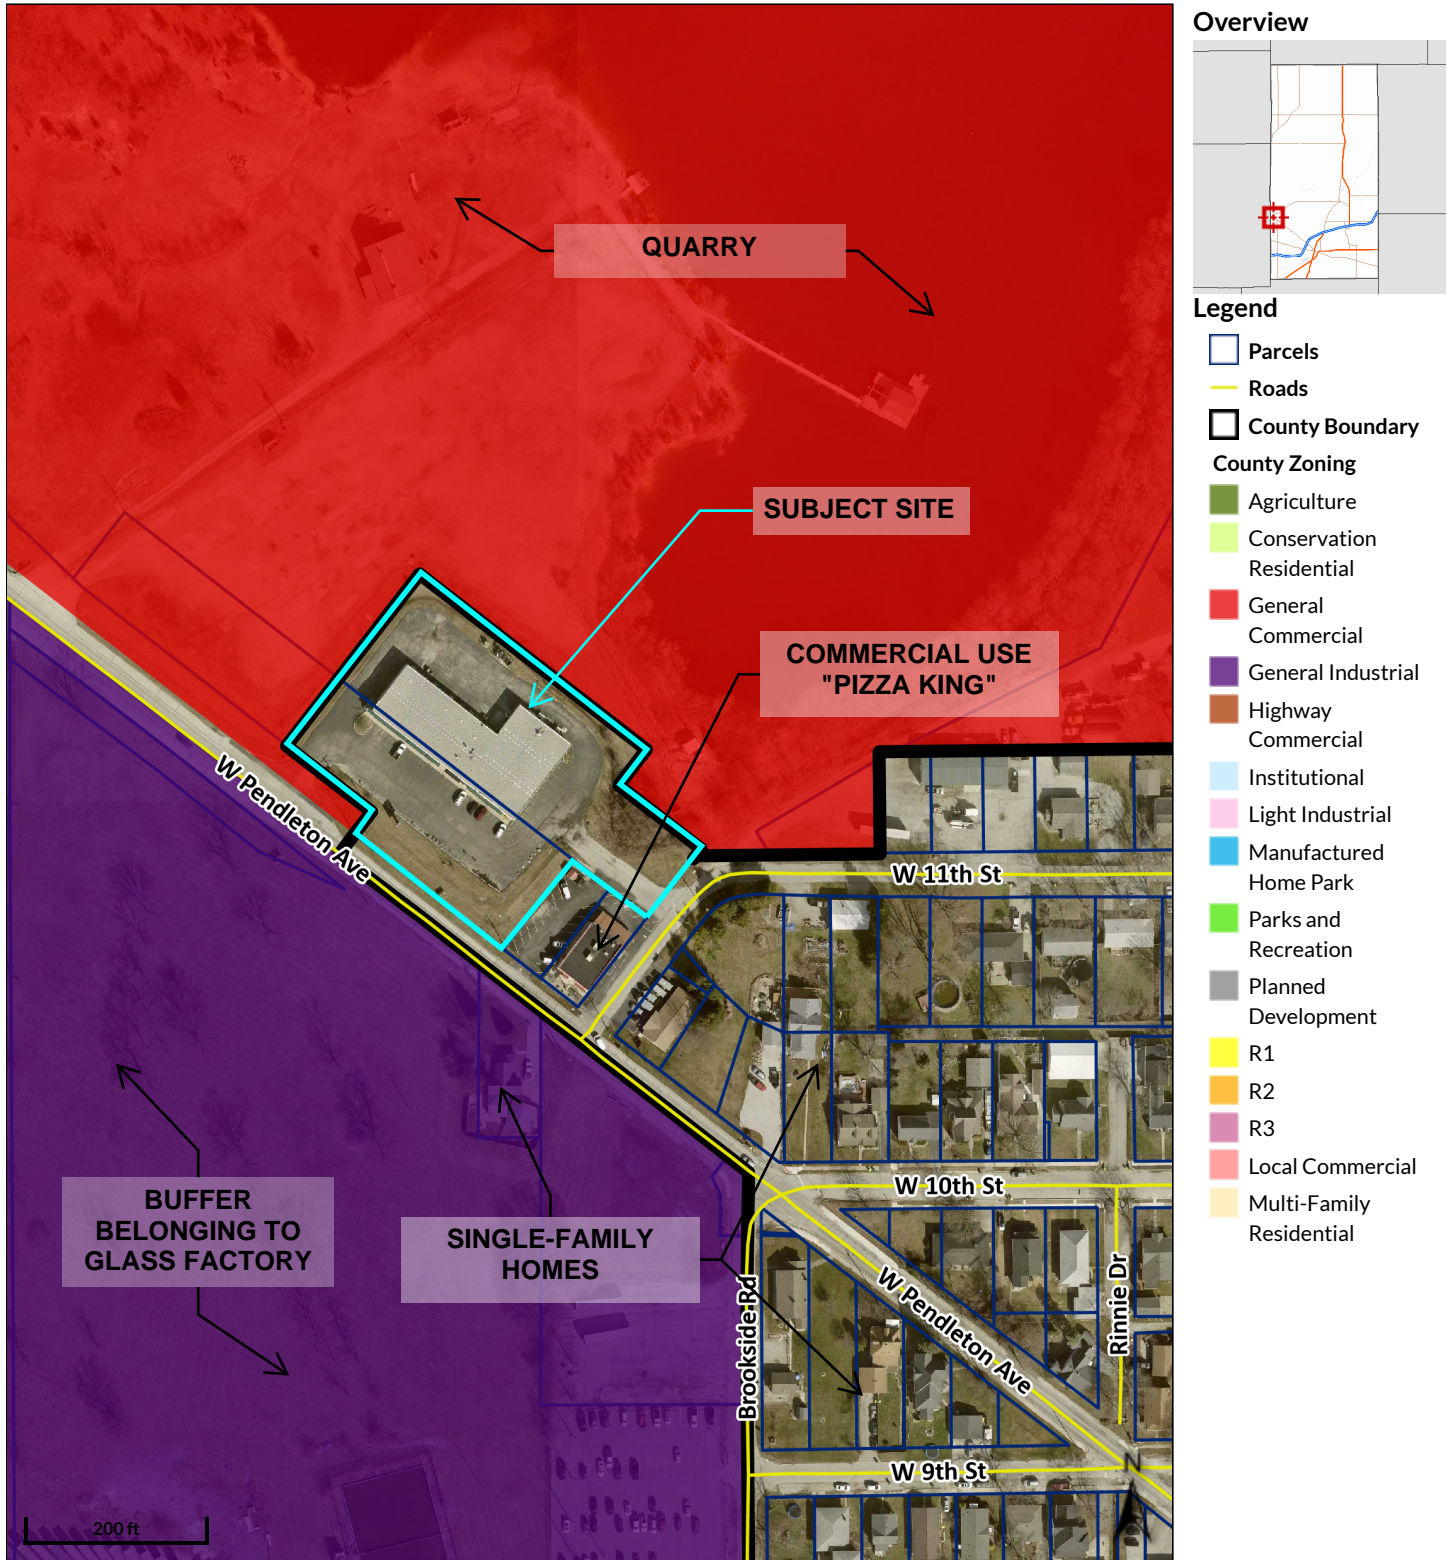 QUARRY
SUBJECT SITE
COMMERCIAL USE
"PIZZA KING"
W Pendleton Ave
W 11th St
W 10th St
BUFFER
BELONGING TO
GLASS FACTORY
SINGLE-FAMILY
HOMES
Brookside Rd
W Pendleton Ave
Rinnie Dr
W 9th St
N
200 ft
Overview
Legend
Parcels
Roads
County Boundary
County Zoning
Agriculture
Conservation
Residential
General
Commercial
General Industrial
Highway
Commercial
Institutional
Light Industrial
Manufactured
Home Park
Parks and
Recreation
Planned
Development
R1
R2
R3
Local Commercial
Multi-Family
Residential